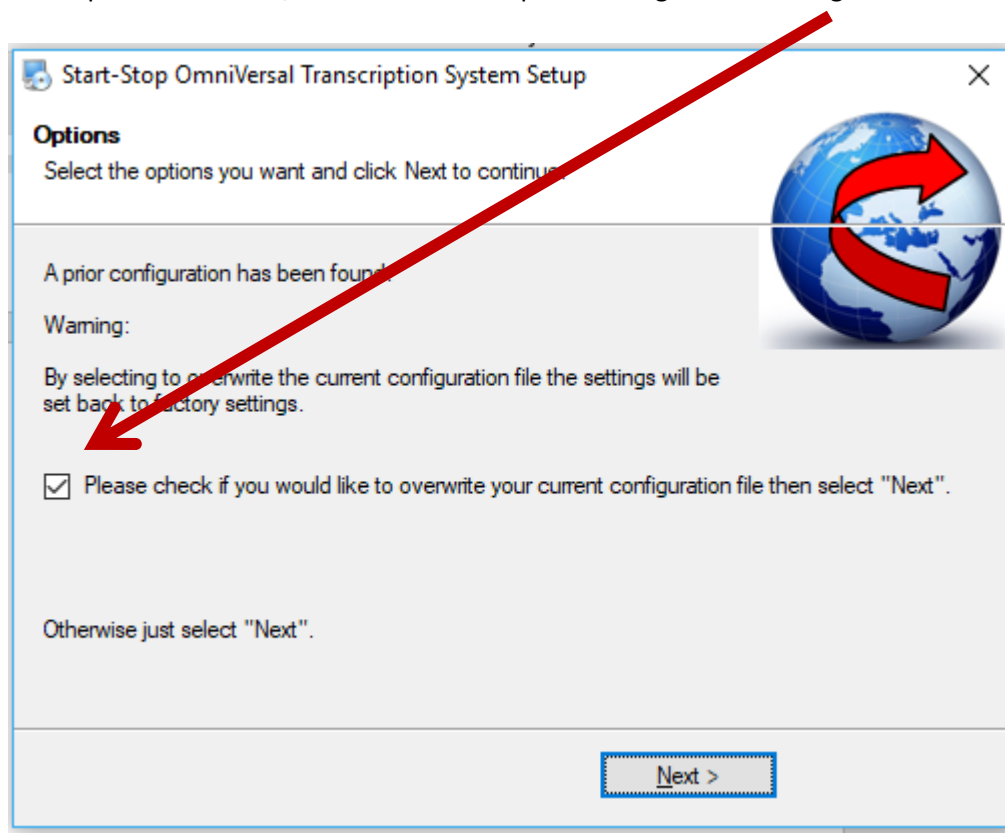 Start-Stop OmniVersal Transcription System Setup
Options
Select the options you want and click Next to continue.
A prior configuration has been found.
Warning:
By selecting to overwrite the current configuration file the settings will be
set back to factory settings.
Please check if you would like to overwrite your current configuration file then select "Next".
Otherwise just select "Next".
Next >